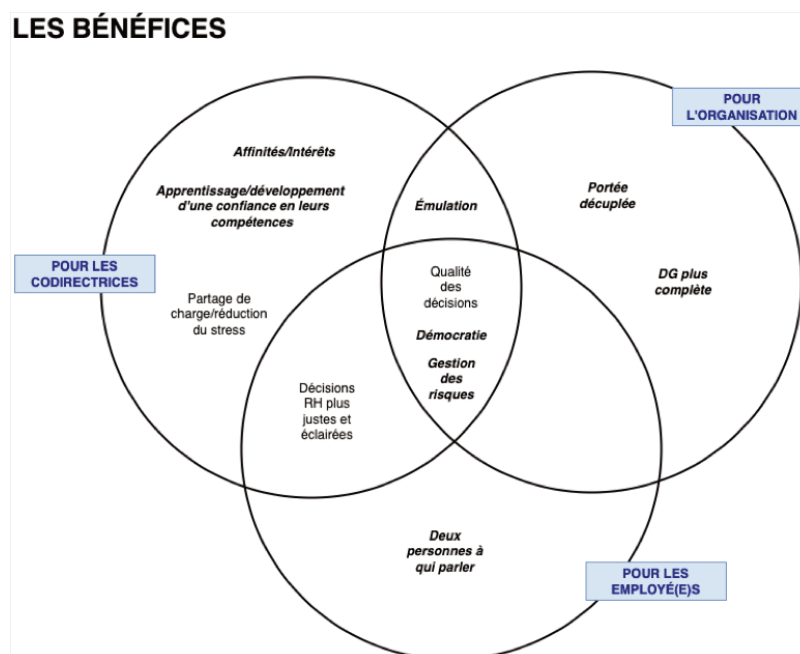 LES BÉNÉFICES
POUR
L'ORGANISATION
Affinités/Intérêts
Apprentissage/développement
d'une confiance en leurs
compétences
Émulation
Portée
décuplée
POUR LES
CODIRECTRICES
Partage de
charge/réduction
du stress
Qualité
des
décisions
DG plus
complète
Démocratie
Gestion
des
risques
Décisions
RH plus
justes et
éclairées
Deux
personnes à
qui parler
POUR LES
EMPLOYÉ(E)S